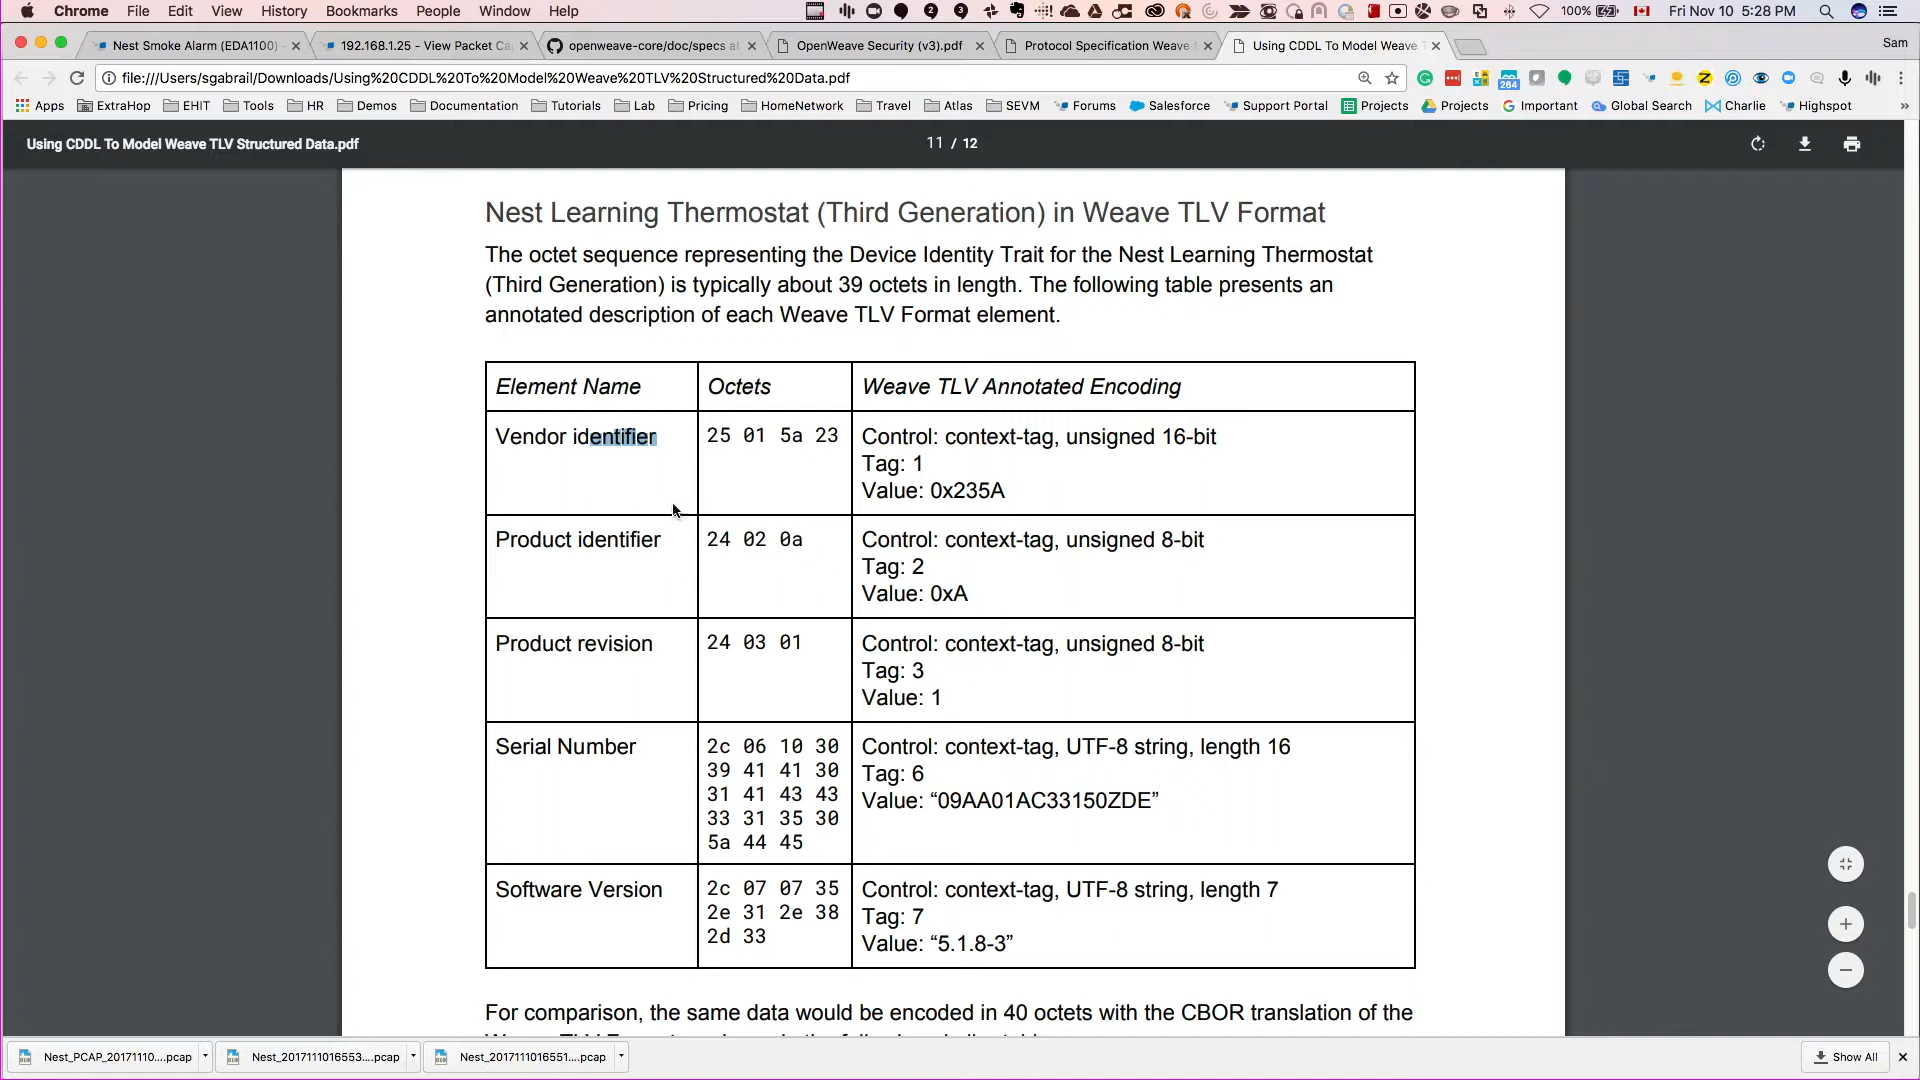 Chrome File Edit View History Bookmarks People Window Help 2 3 100% Fri Nov 10 5:28 PM
Nest Smoke Alarm (EDA1100) 192.168.1.25 - View Packet Ca openweave-core/doc/specs at OpenWeave Security (v3).pdf Protocol Specification Weave Using CDDL To Model Weave T Sam
file:///Users/sgabrail/Downloads/Using%20CDDL%20To%20Model%20Weave%20TLV%20Structured%20Data.pdf 264
Apps ExtraHop EHIT Tools HR Demos Documentation Tutorials Lab Pricing HomeNetwork Travel Atlas SEVM Forums Salesforce Support Portal Projects Projects Important Global Search Charlie Highspot »
Using CDDL To Model Weave TLV Structured Data.pdf 11 / 12
Nest Learning Thermostat (Third Generation) in Weave TLV Format
The octet sequence representing the Device Identity Trait for the Nest Learning Thermostat
(Third Generation) is typically about 39 octets in length. The following table presents an
annotated description of each Weave TLV Format element.
Element Name Octets Weave TLV Annotated Encoding
Vendor identifier 25 01 5a 23 Control: context-tag, unsigned 16-bit
Tag: 1
Value: 0x235A
Product identifier 24 02 0a Control: context-tag, unsigned 8-bit
Tag: 2
Value: 0xA
Product revision 24 03 01 Control: context-tag, unsigned 8-bit
Tag: 3
Value: 1
Serial Number 2c 06 10 30 Control: context-tag, UTF-8 string, length 16
39 41 41 30 Tag: 6
31 41 43 43 Value: “09AA01AC33150ZDE”
33 31 35 30
5a 44 45
Software Version 2c 07 07 35 Control: context-tag, UTF-8 string, length 7
2e 31 2e 38 Tag: 7
2d 33 Value: “5.1.8-3”
For comparison, the same data would be encoded in 40 octets with the CBOR translation of the
Nest_PCAP_20171110....pcap Nest_2017111016553....pcap Nest_2017111016551....pcap Show All